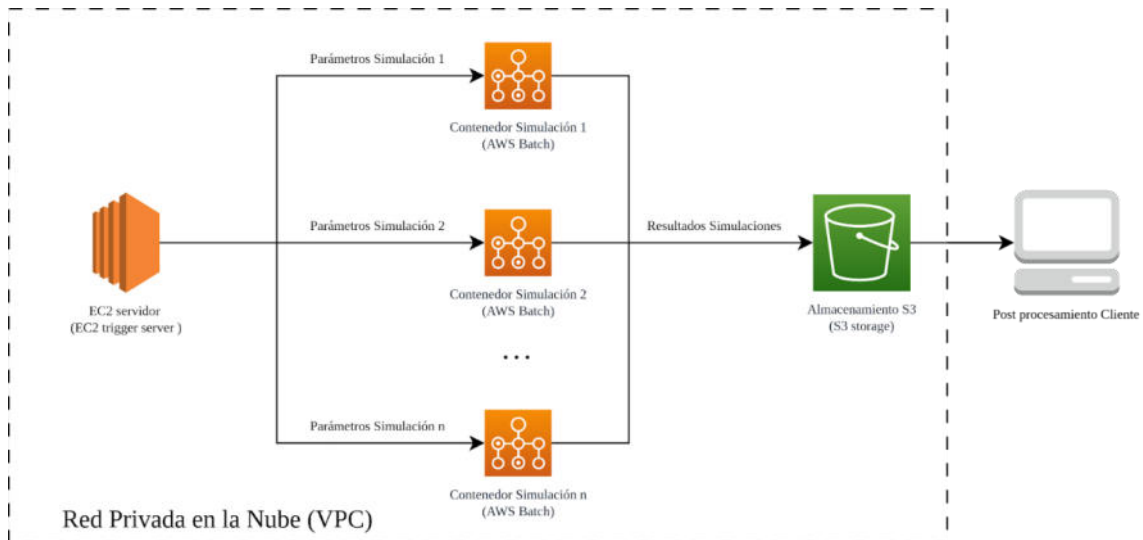 Parámetros Simulación 1
Contenedor Simulación 1
(AWS Batch)
Parámetros Simulación 2
Resultados Simulaciones
Contenedor Simulación 2
(AWS Batch)
EC2 servidor
(EC2 trigger server )
Almacenamiento S3
(S3 storage)
Post procesamiento Cliente
...
Parámetros Simulación n
Contenedor Simulación n
(AWS Batch)
Red Privada en la Nube (VPC)